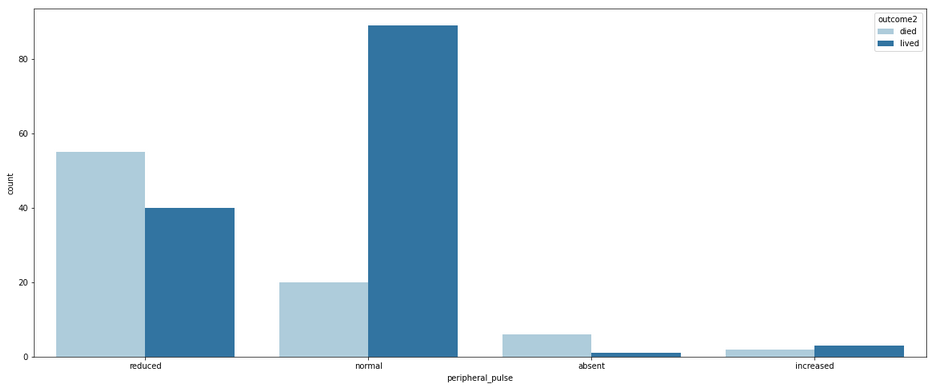 outcome2
died
lived
80
60
40
20
0
count
reduced normal absent increased
peripheral_pulse